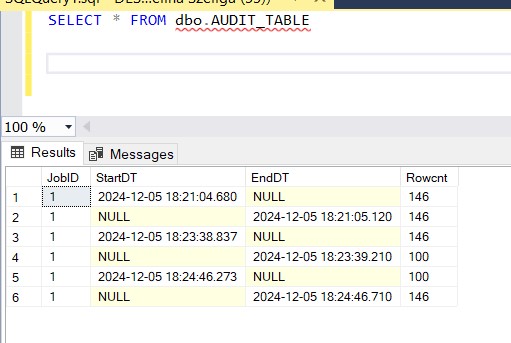 SELECT * FROM dbo.AUDIT_TABLE
100 %
Results Messages
JobID StartDT EndDT Rowcnt
1 1 2024-12-05 18:21:04.680 NULL 146
2 1 NULL 2024-12-05 18:21:05.120 146
3 1 2024-12-05 18:23:38.837 NULL 146
4 1 NULL 2024-12-05 18:23:39.210 100
5 1 2024-12-05 18:24:46.273 NULL 100
6 1 NULL 2024-12-05 18:24:46.710 146